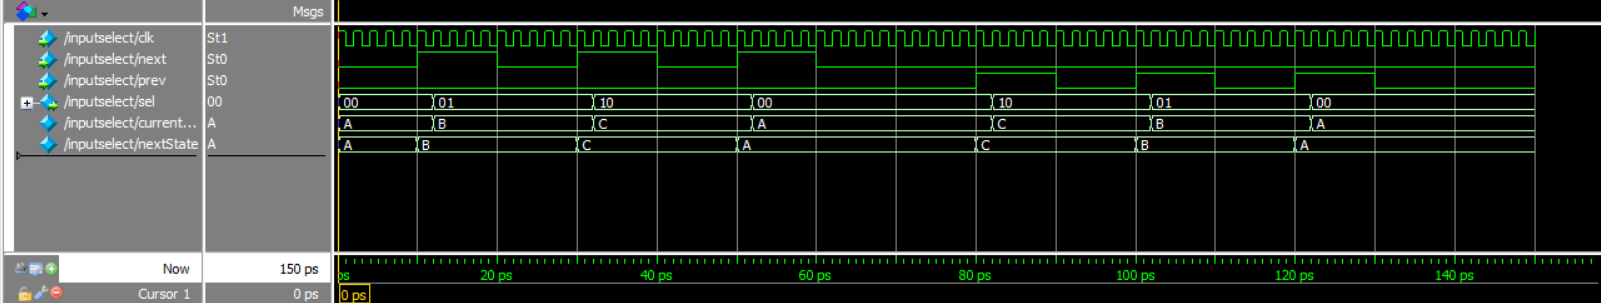 Msgs
/inputselect/clk St1
/inputselect/next St0
/inputselect/prev St0
/inputselect/sel 00 00 01 10 00 10 01 00
/inputselect/current... A A B C A C B A
/inputselect/nextState A A B C A C B A
Now 150 ps ps 20 ps 40 ps 60 ps 80 ps 100 ps 120 ps 140 ps
Cursor 1 0 ps 0 ps